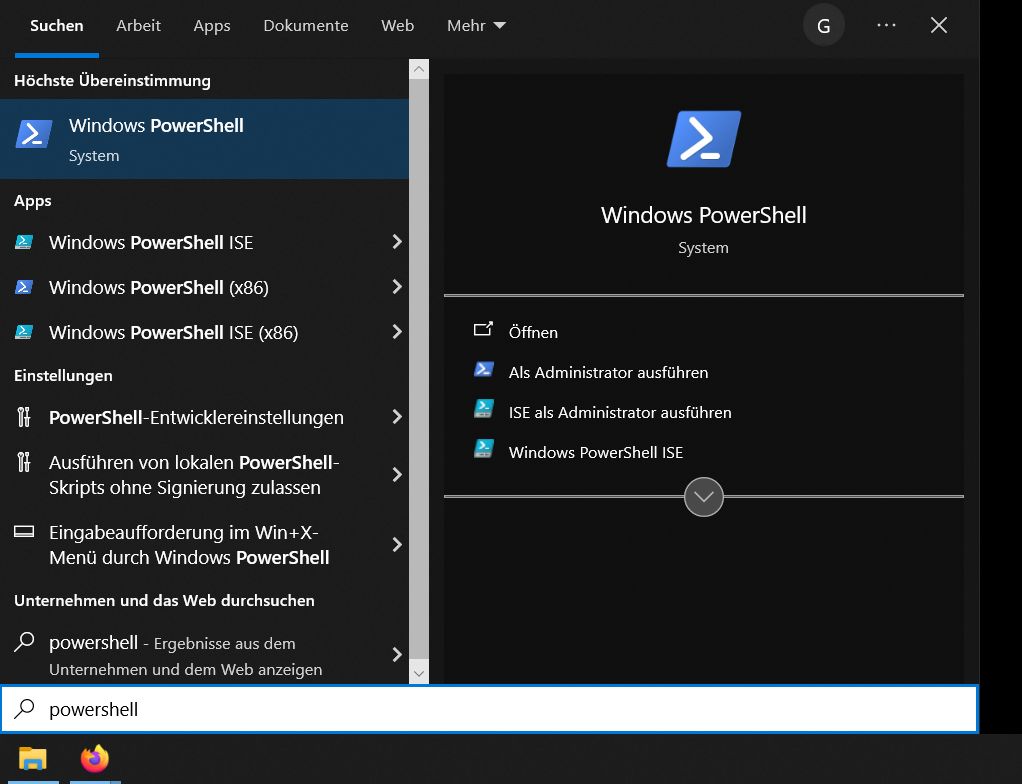 Suchen Arbeit Apps Dokumente Web Mehr G ...
Höchste Übereinstimmung
Windows PowerShell
System
Apps
Windows PowerShell ISE
Windows PowerShell (x86)
Windows PowerShell ISE (x86)
Einstellungen
PowerShell-Entwicklereinstellungen
Ausführen von lokalen PowerShell-
Skripts ohne Signierung zulassen
Eingabeaufforderung im Win+X-
Menü durch Windows PowerShell
Unternehmen und das Web durchsuchen
powershell - Ergebnisse aus dem
Unternehmen und dem Web anzeigen
Windows PowerShell
System
Öffnen
Als Administrator ausführen
ISE als Administrator ausführen
Windows PowerShell ISE
powershell